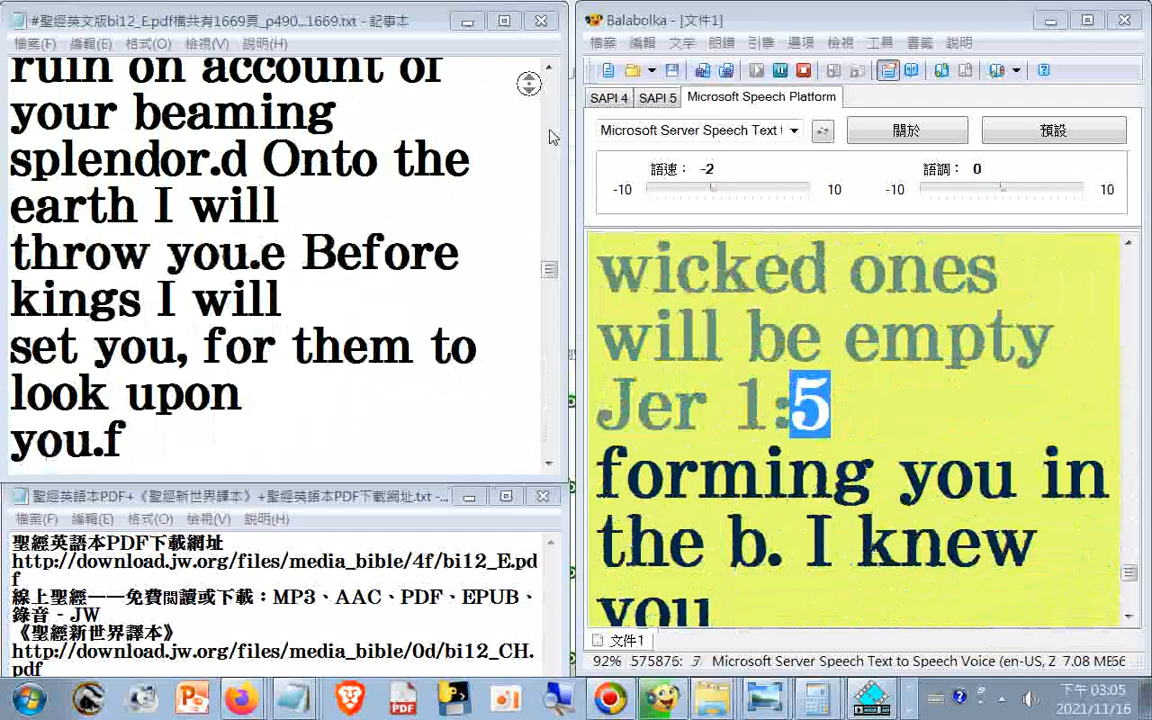 #聖經英文版bi12_E.pdf檔共有1669頁_p490...1669.txt - 記事本
檔案(F) 編輯(E) 格式(O) 檢視(V) 說明(H)
ruin on account of
your beaming
splendor.d Onto the
earth I will
throw you.e Before
kings I will
set you, for them to
look upon
you.f
聖經英語本PDF+《聖經新世界譯本》+聖經英語本PDF下載網址.txt - ...
檔案(F) 編輯(E) 格式(O) 檢視(V) 說明(H)
聖經英語本PDF下載網址
http://download.jw.org/files/media_bible/4f/bi12_E.pd
f
線上聖經——免費閱讀或下載：MP3、AAC、PDF、EPUB、
錄音 - JW
《聖經新世界譯本》
http://download.jw.org/files/media_bible/0d/bi12_CH.
pdf
Balabolka - [文件1]
檔案 編輯 文字 朗讀 引擎 選項 檢視 工具 書籤 說明
SAPI 4 SAPI 5 Microsoft Speech Platform
Microsoft Server Speech Text 關於 預設
語速： -2 語調： 0
-10 10 -10 10
wicked ones
will be empty
Jer 1:5
forming you in
the b. I knew
you
文件1
92% 575876: Microsoft Server Speech Text to Speech Voice (en-US, Z 7.08 ME
下午 03:05
2021/11/16